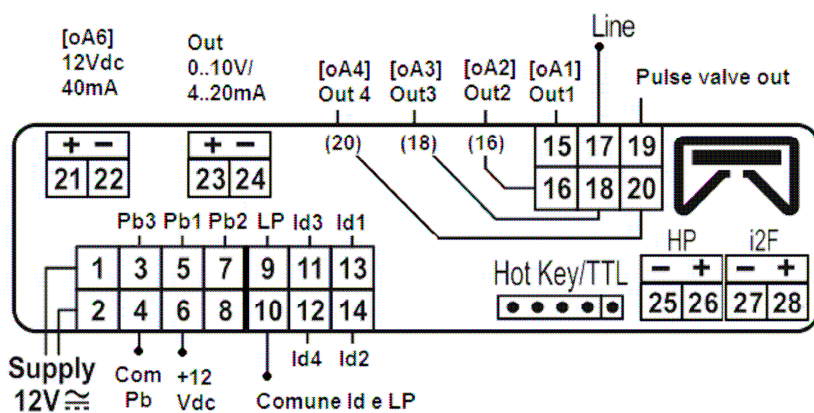 Line
[oA6] Out
12Vdc 0..10V/ [oA4] [oA3] [oA2] [oA1] Pulse valve out
40mA 4..20mA Out 4 Out3 Out2 Out1
+ − + − (20) (18) (16) 15 17 19
21 22 23 24 16 18 20
Pb3 Pb1 Pb2 LP Id3 Id1 HP i2F
1 3 5 7 9 11 13 Hot Key/TTL − + − +
2 4 6 8 10 12 14 25 26 27 28
Id4 Id2
Supply Com +12
12V≂ Pb Vdc Comune Id e LP